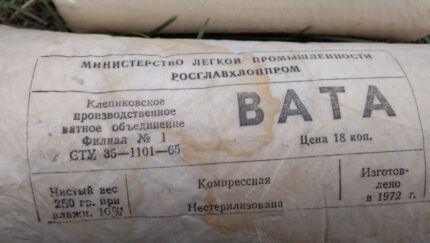 МИНИСТЕРСТВО ЛЕГКОЙ ПРОМЫШЛЕННОСТИ
РОСГЛАВХЛОППРОМ
Клепиковское
производственное
ватное объединение
Филиал № 1
СТУ 35—1101—65
ВАТА
Цена 18 коп.
Чистый вес
250 гр. при
влажн. 10%
Компрессная
Нестерилизована
Изготов-
лено
в 1972 г.